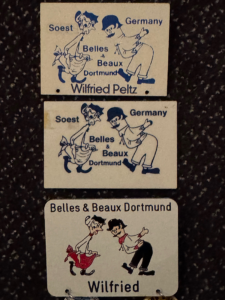 Soest Germany
Belles
& Beaux
Dortmund
Wilfried Peltz
Soest Germany
Belles
& Beaux
Dortmund
Belles & Beaux Dortmund
Wilfried